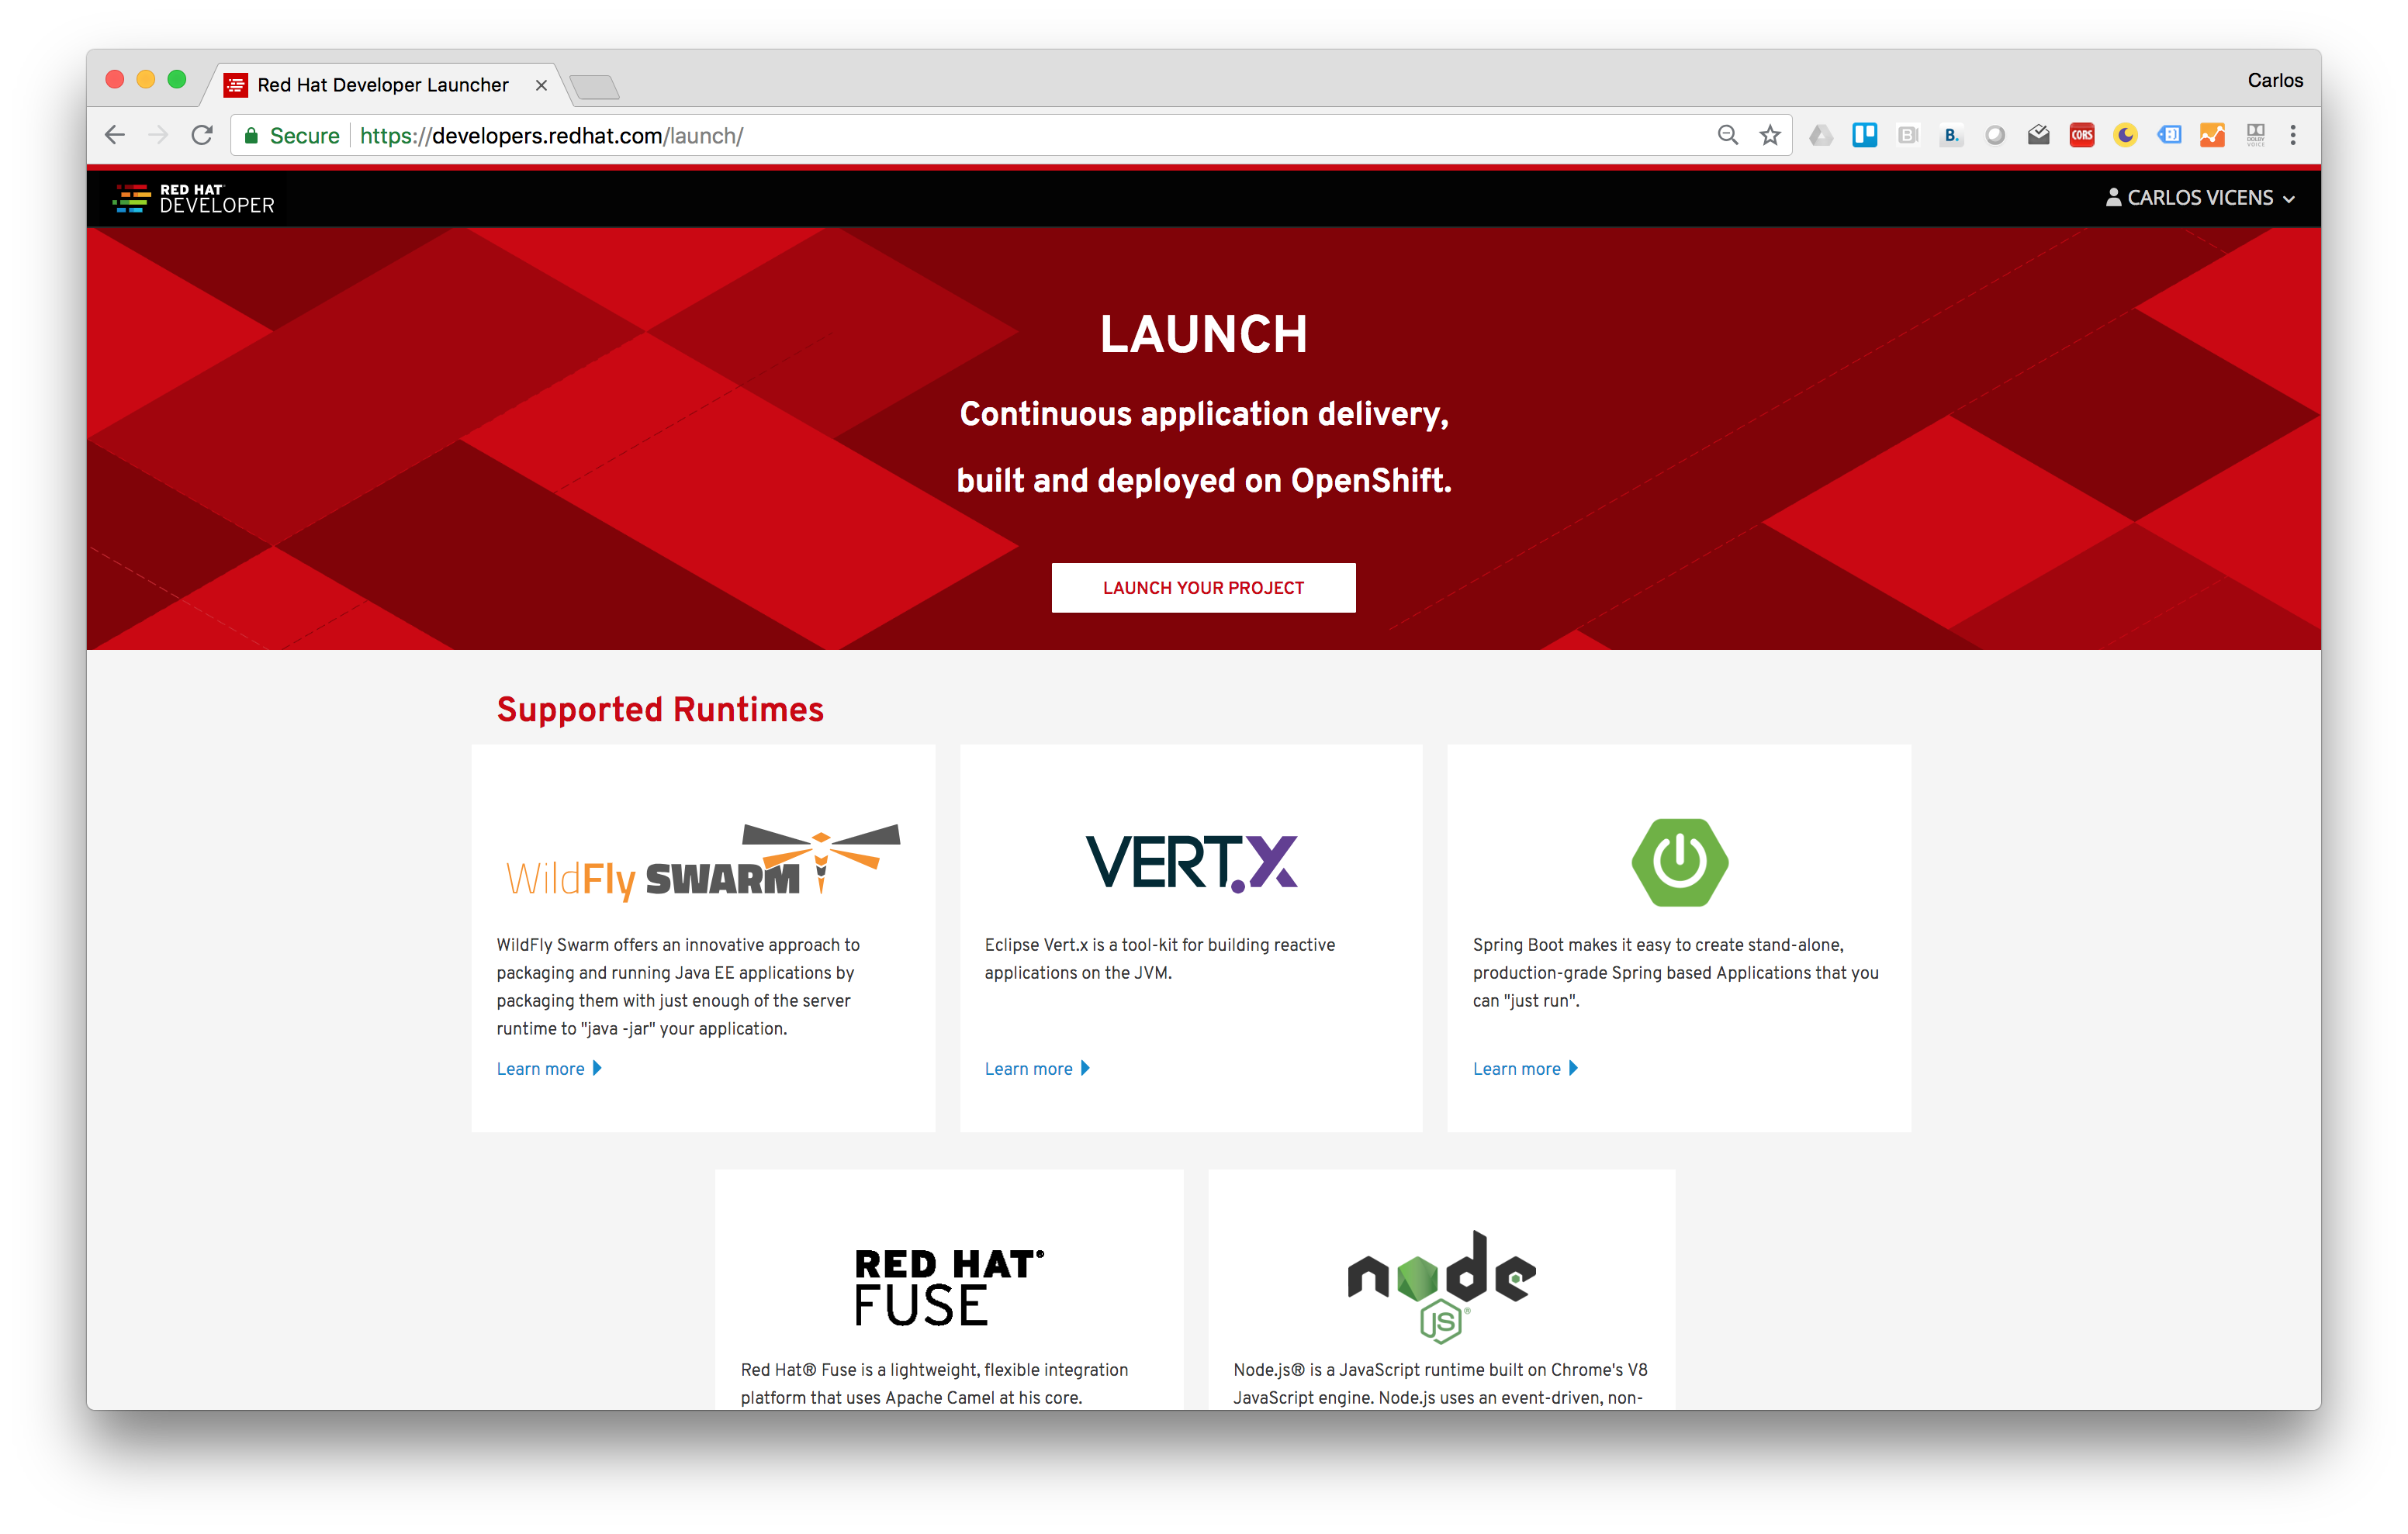 Red Hat Developer Launcher
Carlos
Secure https://developers.redhat.com/launch/
B
B.
CORS
RED HAT
DEVELOPER
CARLOS VICENS
LAUNCH
Continuous application delivery,
built and deployed on OpenShift.
LAUNCH YOUR PROJECT
Supported Runtimes
WildFly SWARM
WildFly Swarm offers an innovative approach to
packaging and running Java EE applications by
packaging them with just enough of the server
runtime to "java -jar" your application.
Learn more
VERT.X
Eclipse Vert.x is a tool-kit for building reactive
applications on the JVM.
Learn more
Spring Boot makes it easy to create stand-alone,
production-grade Spring based Applications that you
can "just run".
Learn more
RED HAT®
FUSE
Red Hat® Fuse is a lightweight, flexible integration
platform that uses Apache Camel at his core.
node
JS®
Node.js® is a JavaScript runtime built on Chrome's V8
JavaScript engine. Node.js uses an event-driven, non-